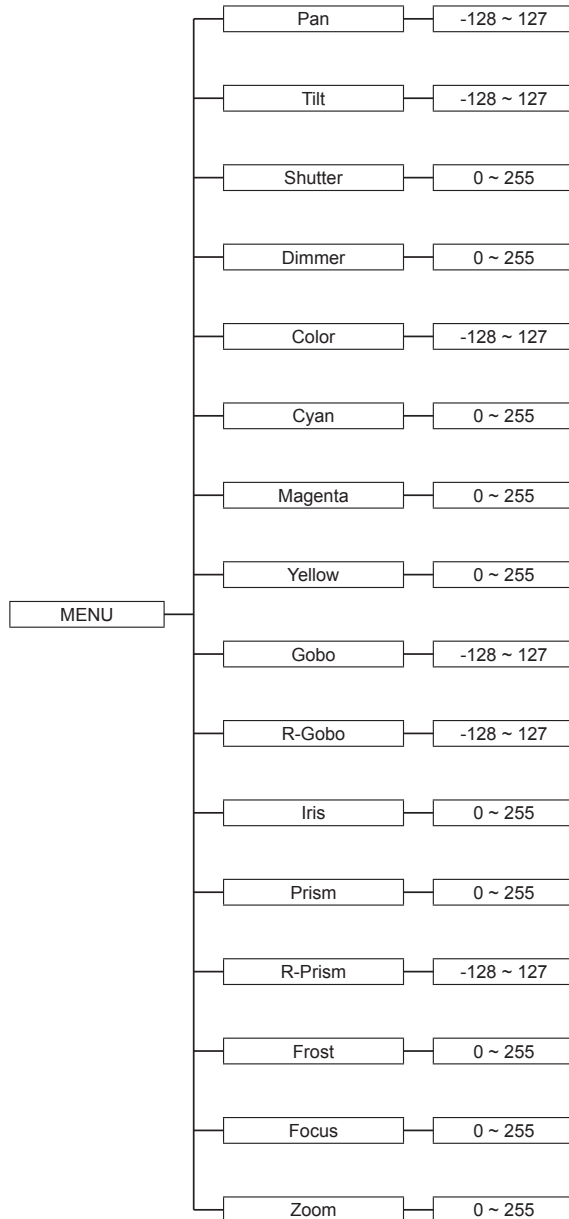 Pan -128 ~ 127
Tilt -128 ~ 127
Shutter 0 ~ 255
Dimmer 0 ~ 255
Color -128 ~ 127
Cyan 0 ~ 255
Magenta 0 ~ 255
Yellow 0 ~ 255
MENU
Gobo -128 ~ 127
R-Gobo -128 ~ 127
Iris 0 ~ 255
Prism 0 ~ 255
R-Prism -128 ~ 127
Frost 0 ~ 255
Focus 0 ~ 255
Zoom 0 ~ 255